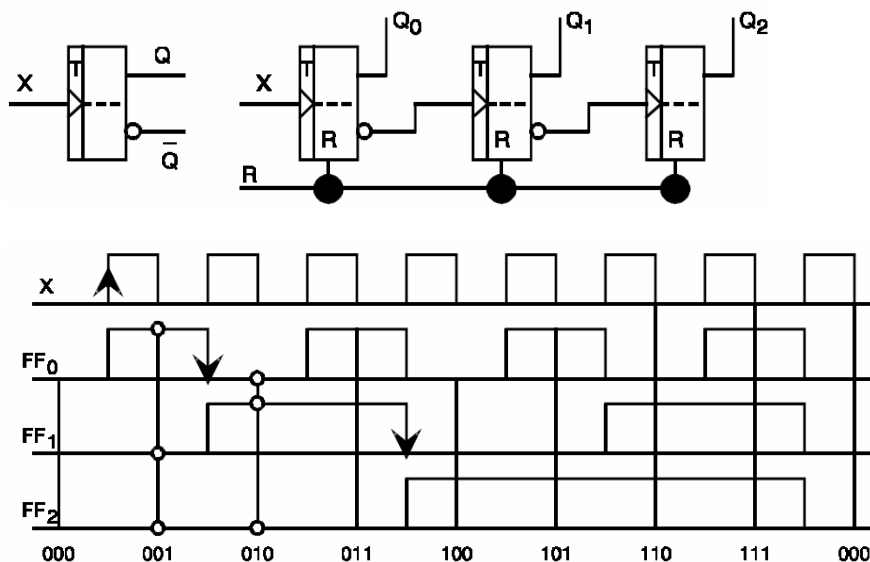 Q₀ Q₁ Q₂
T Q T T T
X X
R R R
Q̄
R
X
FF₀
FF₁
FF₂
000 001 010 011 100 101 110 111 000